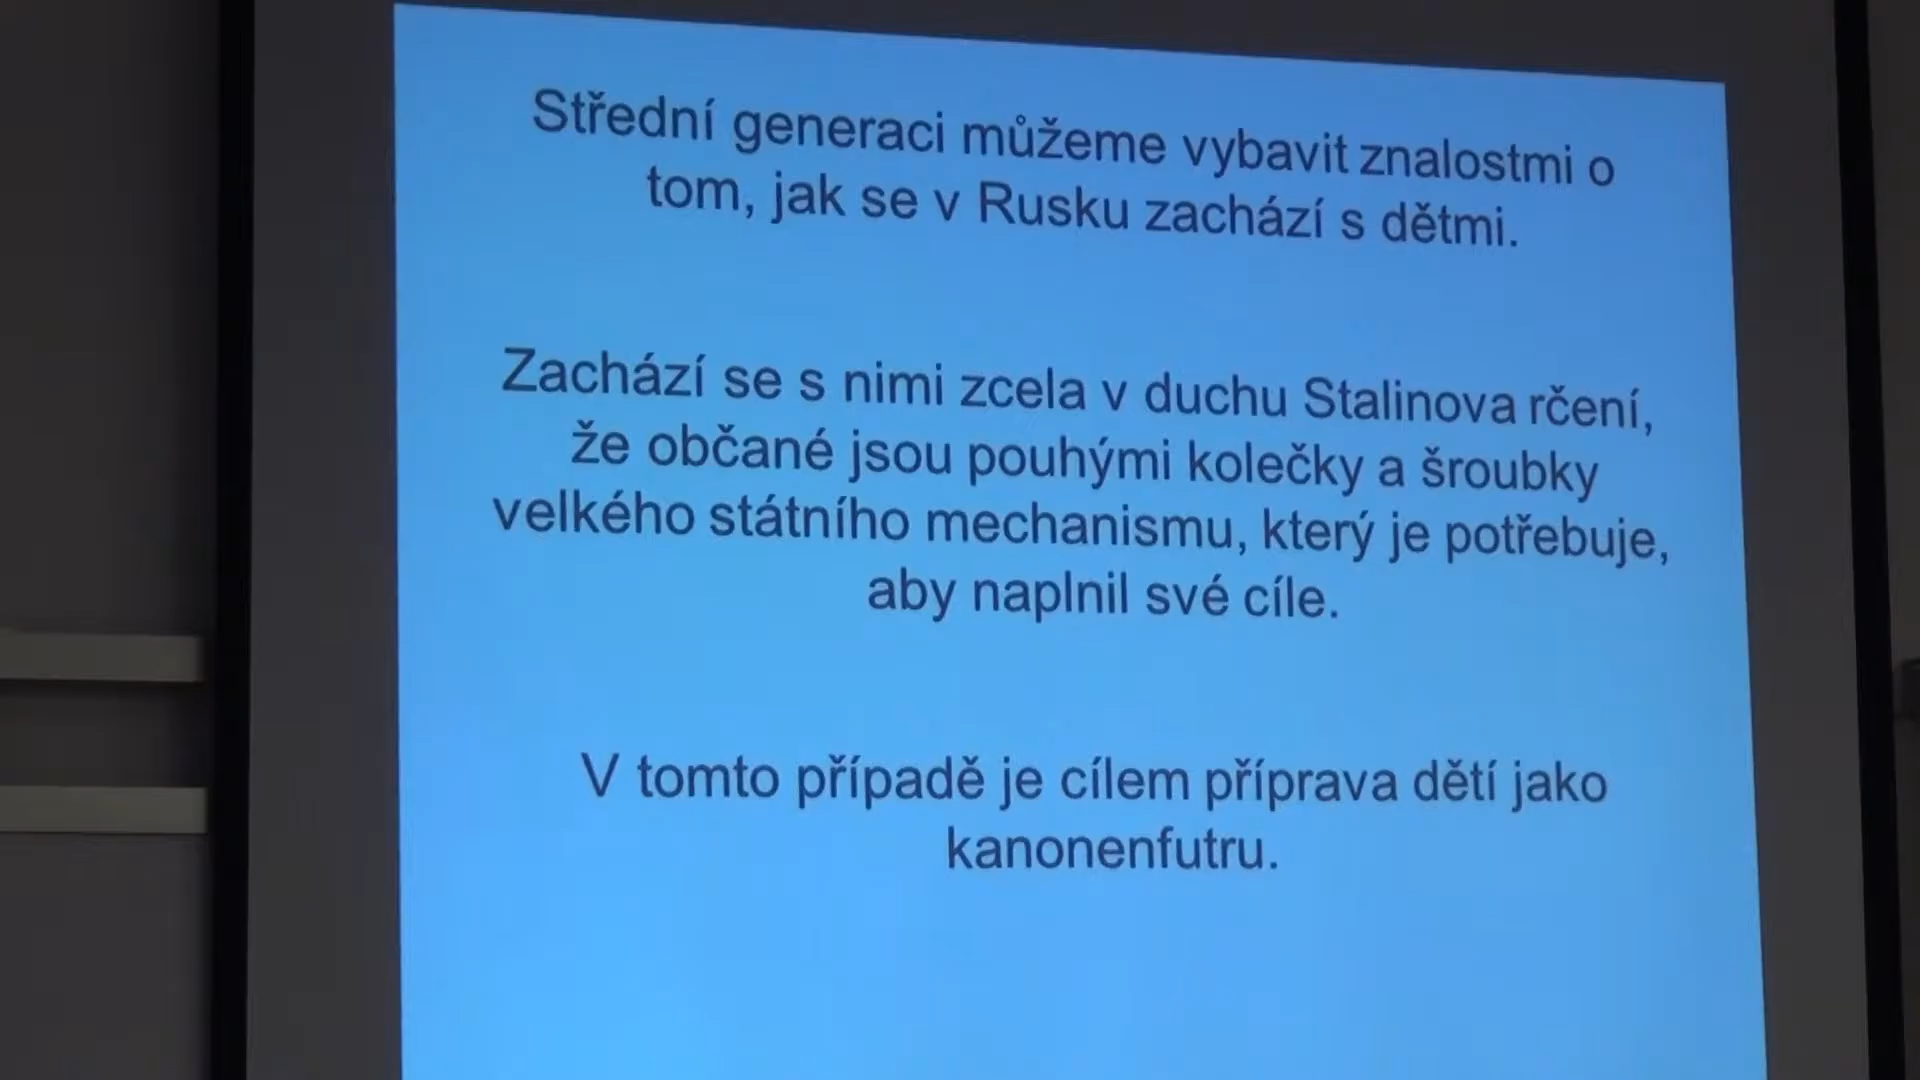 Střední generaci můžeme vybavit znalostmi o
tom, jak se v Rusku zachází s dětmi.
Zachází se s nimi zcela v duchu Stalinova rčení,
že občané jsou pouhými kolečky a šroubky
velkého státního mechanismu, který je potřebuje,
aby naplnil své cíle.
V tomto případě je cílem příprava dětí jako
kanonenfutru.